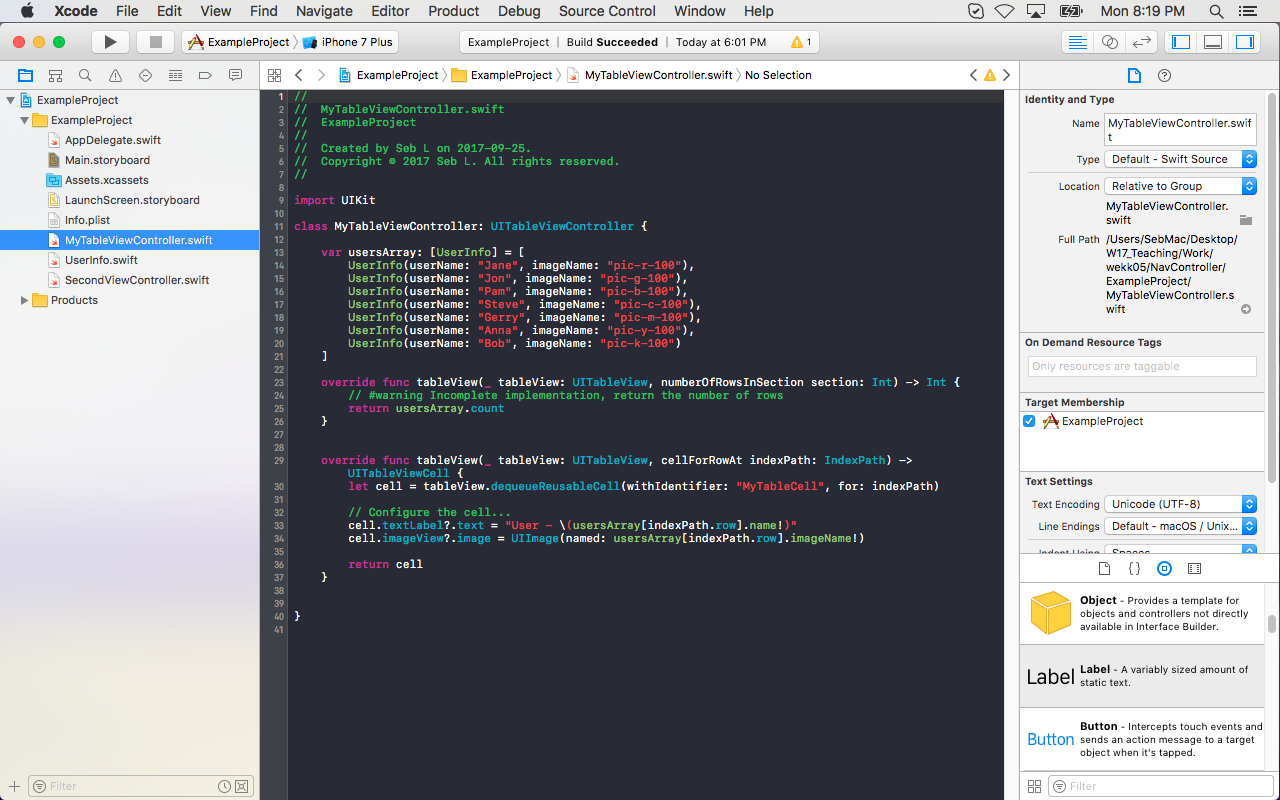 Xcode File Edit View Find Navigate Editor Product Debug Source Control Window Help Mon 8:19 PM
ExampleProject iPhone 7 Plus ExampleProject | Build Succeeded | Today at 6:01 PM 1
ExampleProject
ExampleProject
AppDelegate.swift
Main.storyboard
Assets.xcassets
LaunchScreen.storyboard
Info.plist
MyTableViewController.swift
UserInfo.swift
SecondViewController.swift
Products
Filter
ExampleProject ExampleProject MyTableViewController.swift No Selection
1 //
2 //  MyTableViewController.swift
3 //  ExampleProject
4 //
5 //  Created by Seb L on 2017-09-25.
6 //  Copyright © 2017 Seb L. All rights reserved.
7 //
8
9 import UIKit
10
11 class MyTableViewController: UITableViewController {
12
13     var usersArray: [UserInfo] = [
14         UserInfo(userName: "Jane", imageName: "pic-r-100"),
15         UserInfo(userName: "Jon", imageName: "pic-g-100"),
16         UserInfo(userName: "Pam", imageName: "pic-b-100"),
17         UserInfo(userName: "Steve", imageName: "pic-c-100"),
18         UserInfo(userName: "Gerry", imageName: "pic-m-100"),
19         UserInfo(userName: "Anna", imageName: "pic-y-100"),
20         UserInfo(userName: "Bob", imageName: "pic-k-100")
21     ]
22
23     override func tableView(_ tableView: UITableView, numberOfRowsInSection section: Int) -> Int {
24         // #warning Incomplete implementation, return the number of rows
25         return usersArray.count
26     }
27
28
29     override func tableView(_ tableView: UITableView, cellForRowAt indexPath: IndexPath) ->
        UITableViewCell {
30         let cell = tableView.dequeueReusableCell(withIdentifier: "MyTableCell", for: indexPath)
31
32         // Configure the cell...
33         cell.textLabel?.text = "User - \(usersArray[indexPath.row].name!)"
34         cell.imageView?.image = UIImage(named: usersArray[indexPath.row].imageName!)
35
36         return cell
37     }
38
39
40 }
41
Identity and Type
Name MyTableViewController.swif
t
Type Default - Swift Source
Location Relative to Group
MyTableViewController.
swift
Full Path /Users/SebMac/Desktop/
W17_Teaching/Work/
wekk05/NavController/
ExampleProject/
MyTableViewController.s
wift
On Demand Resource Tags
Only resources are taggable
Target Membership
ExampleProject
Text Settings
Text Encoding Unicode (UTF-8)
Line Endings Default - macOS / Unix...
Indent Using Spaces
{}
Object - Provides a template for
objects and controllers not directly
available in Interface Builder.
Label Label - A variably sized amount of
static text.
Button Button - Intercepts touch events and
sends an action message to a target
object when it's tapped.
Filter